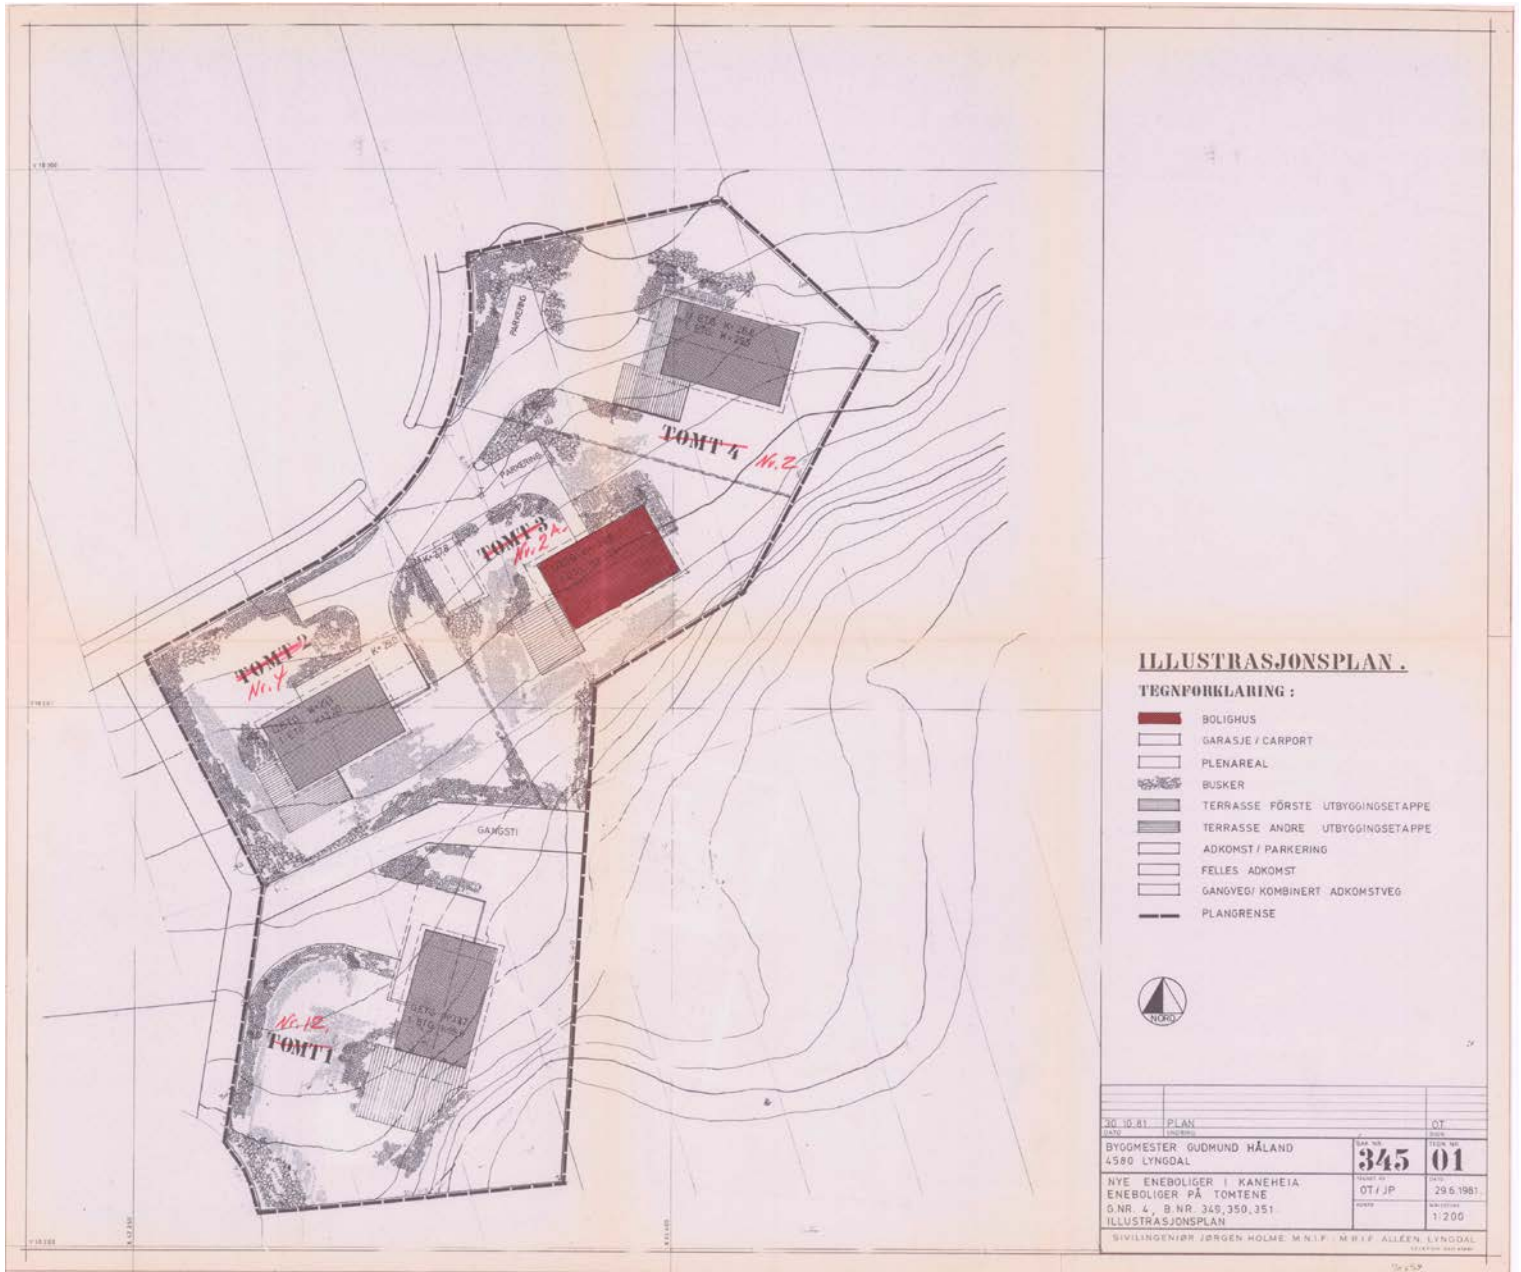 PARKERING
TOMT 4
Nr. 2
PARKERING
TOMT 3
Nr. 2A.
TOMT 2
Nr. 4
GANGSTI
Nr. 12
TOMT 1
ILLUSTRASJONSPLAN.
TEGNFORKLARING :
BOLIGHUS
GARASJE / CARPORT
PLENAREAL
BUSKER
TERRASSE FÖRSTE UTBYGGINGSETAPPE
TERRASSE ANDRE UTBYGGINGSETAPPE
ADKOMST / PARKERING
FELLES ADKOMST
GANGVEG/ KOMBINERT ADKOMSTVEG
PLANGRENSE
NORD
30.10.81 PLAN OT
DATO
BYGGMESTER GUDMUND HÅLAND
4580 LYNGDAL
345
01
NYE ENEBOLIGER I KANEHEIA
ENEBOLIGER PÅ TOMTENE
G.NR. 4, B.NR. 349,350,351.
ILLUSTRASJONSPLAN
OT / JP
29.6.1981.
1:200
SIVILINGENIØR JØRGEN HOLME M.N.I.F. - M.R.I.F. ALLÉEN, LYNGDAL